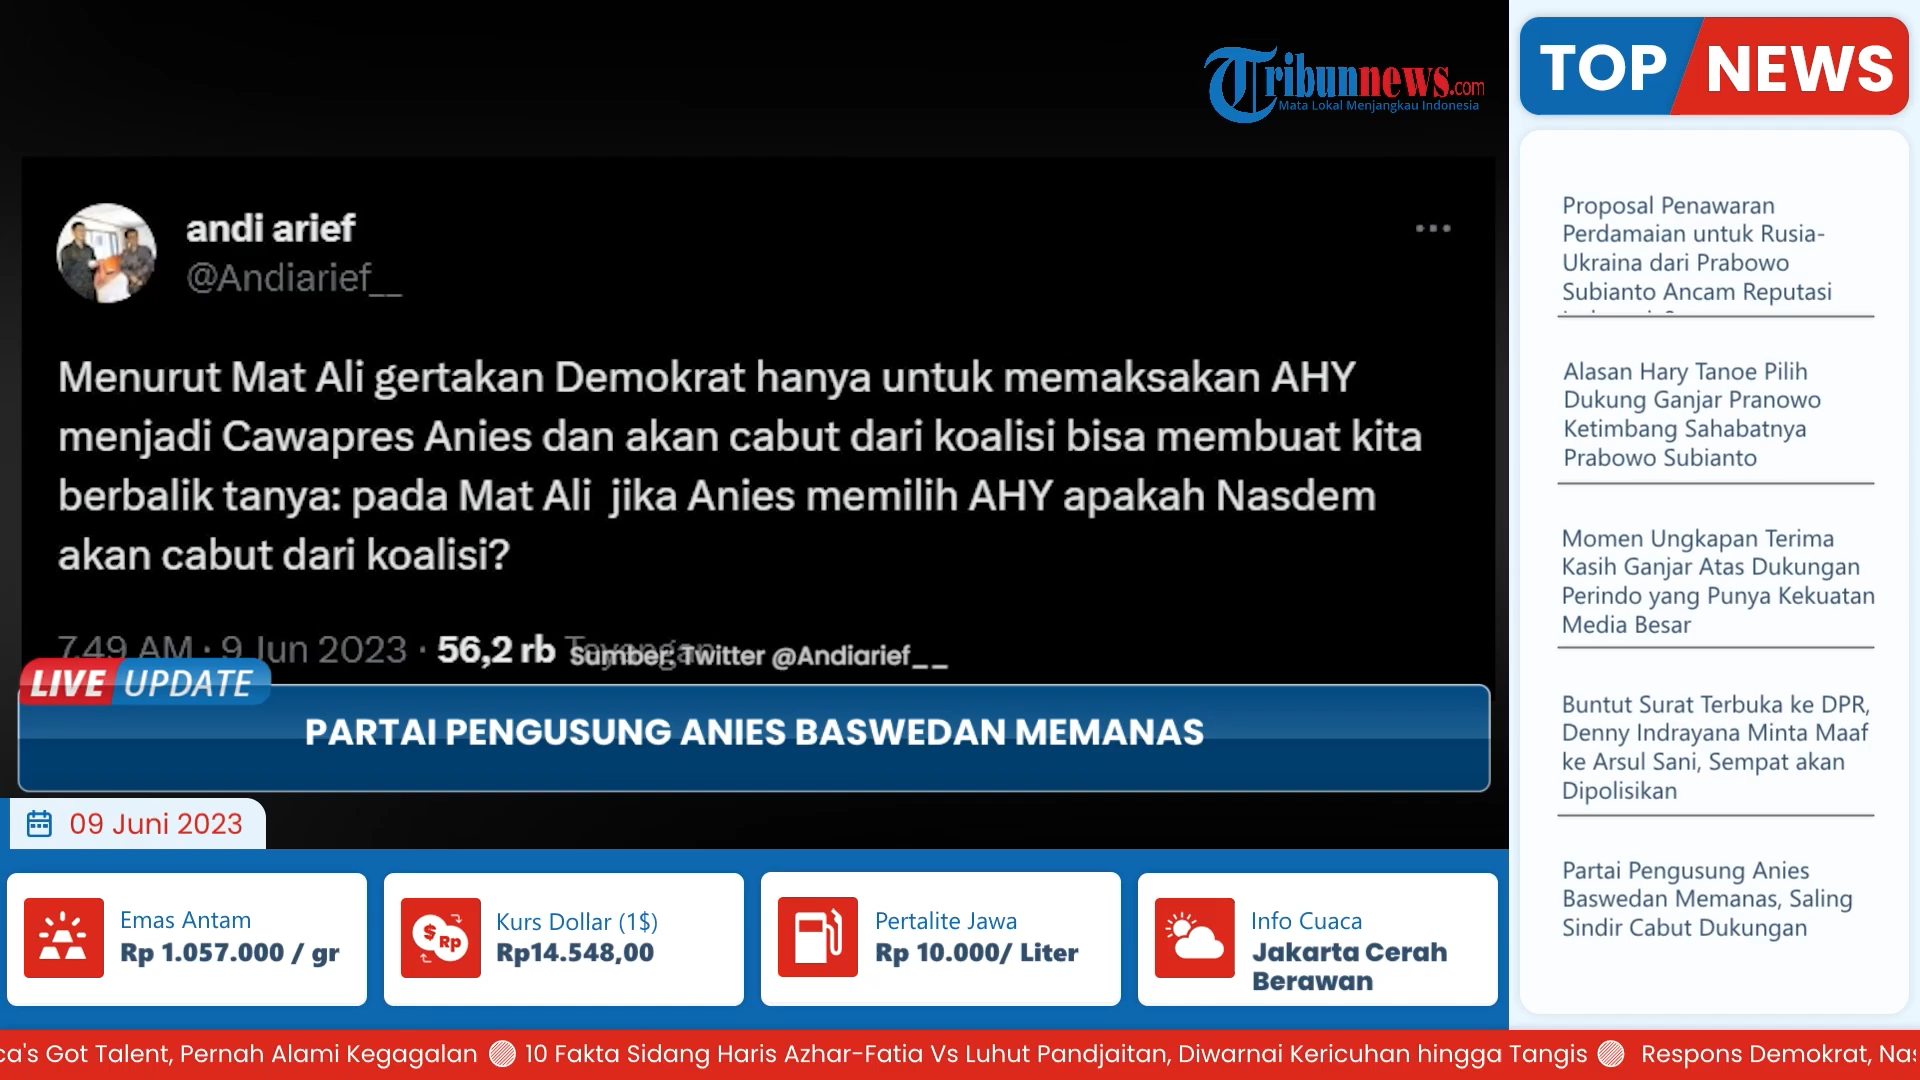 Tribunnews.com
Mata Lokal Menjangkau Indonesia
andi arief
@Andiarief__
Menurut Mat Ali gertakan Demokrat hanya untuk memaksakan AHY
menjadi Cawapres Anies dan akan cabut dari koalisi bisa membuat kita
berbalik tanya: pada Mat Ali jika Anies memilih AHY apakah Nasdem
akan cabut dari koalisi?
7.49 AM · 9 Jun 2023 · 56,2 rb Tayangan
Sumber: Twitter @Andiarief__
LIVE UPDATE
PARTAI PENGUSUNG ANIES BASWEDAN MEMANAS
09 Juni 2023
Emas Antam
Rp 1.057.000 / gr
Kurs Dollar (1$)
Rp14.548,00
Pertalite Jawa
Rp 10.000/ Liter
Info Cuaca
Jakarta Cerah
Berawan
TOP NEWS
Proposal Penawaran
Perdamaian untuk Rusia-
Ukraina dari Prabowo
Subianto Ancam Reputasi
Alasan Hary Tanoe Pilih
Dukung Ganjar Pranowo
Ketimbang Sahabatnya
Prabowo Subianto
Momen Ungkapan Terima
Kasih Ganjar Atas Dukungan
Perindo yang Punya Kekuatan
Media Besar
Buntut Surat Terbuka ke DPR,
Denny Indrayana Minta Maaf
ke Arsul Sani, Sempat akan
Dipolisikan
Partai Pengusung Anies
Baswedan Memanas, Saling
Sindir Cabut Dukungan
ca's Got Talent, Pernah Alami Kegagalan 10 Fakta Sidang Haris Azhar-Fatia Vs Luhut Pandjaitan, Diwarnai Kericuhan hingga Tangis Respons Demokrat, Nas